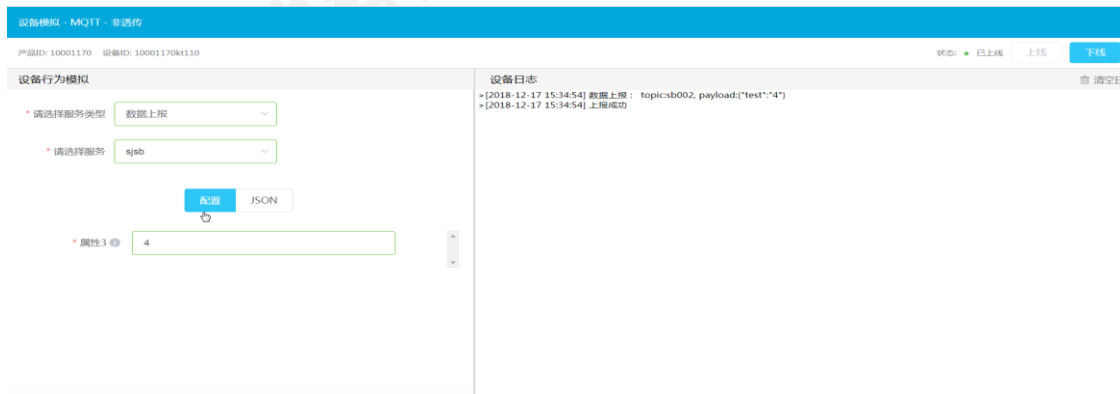 设备模拟 - MQTT - 非透传
产品ID: 10001170 设备ID: 10001170kt110
状态: 已上线 上线 下线
设备行为模拟
* 请选择服务类型 数据上报
* 请选择服务 sjsb
配置 JSON
* 属性3 4
设备日志
清空日
>[2018-12-17 15:34:54] 数据上报： topic:sb002, payload:{"test":"4"}
>[2018-12-17 15:34:54] 上报成功